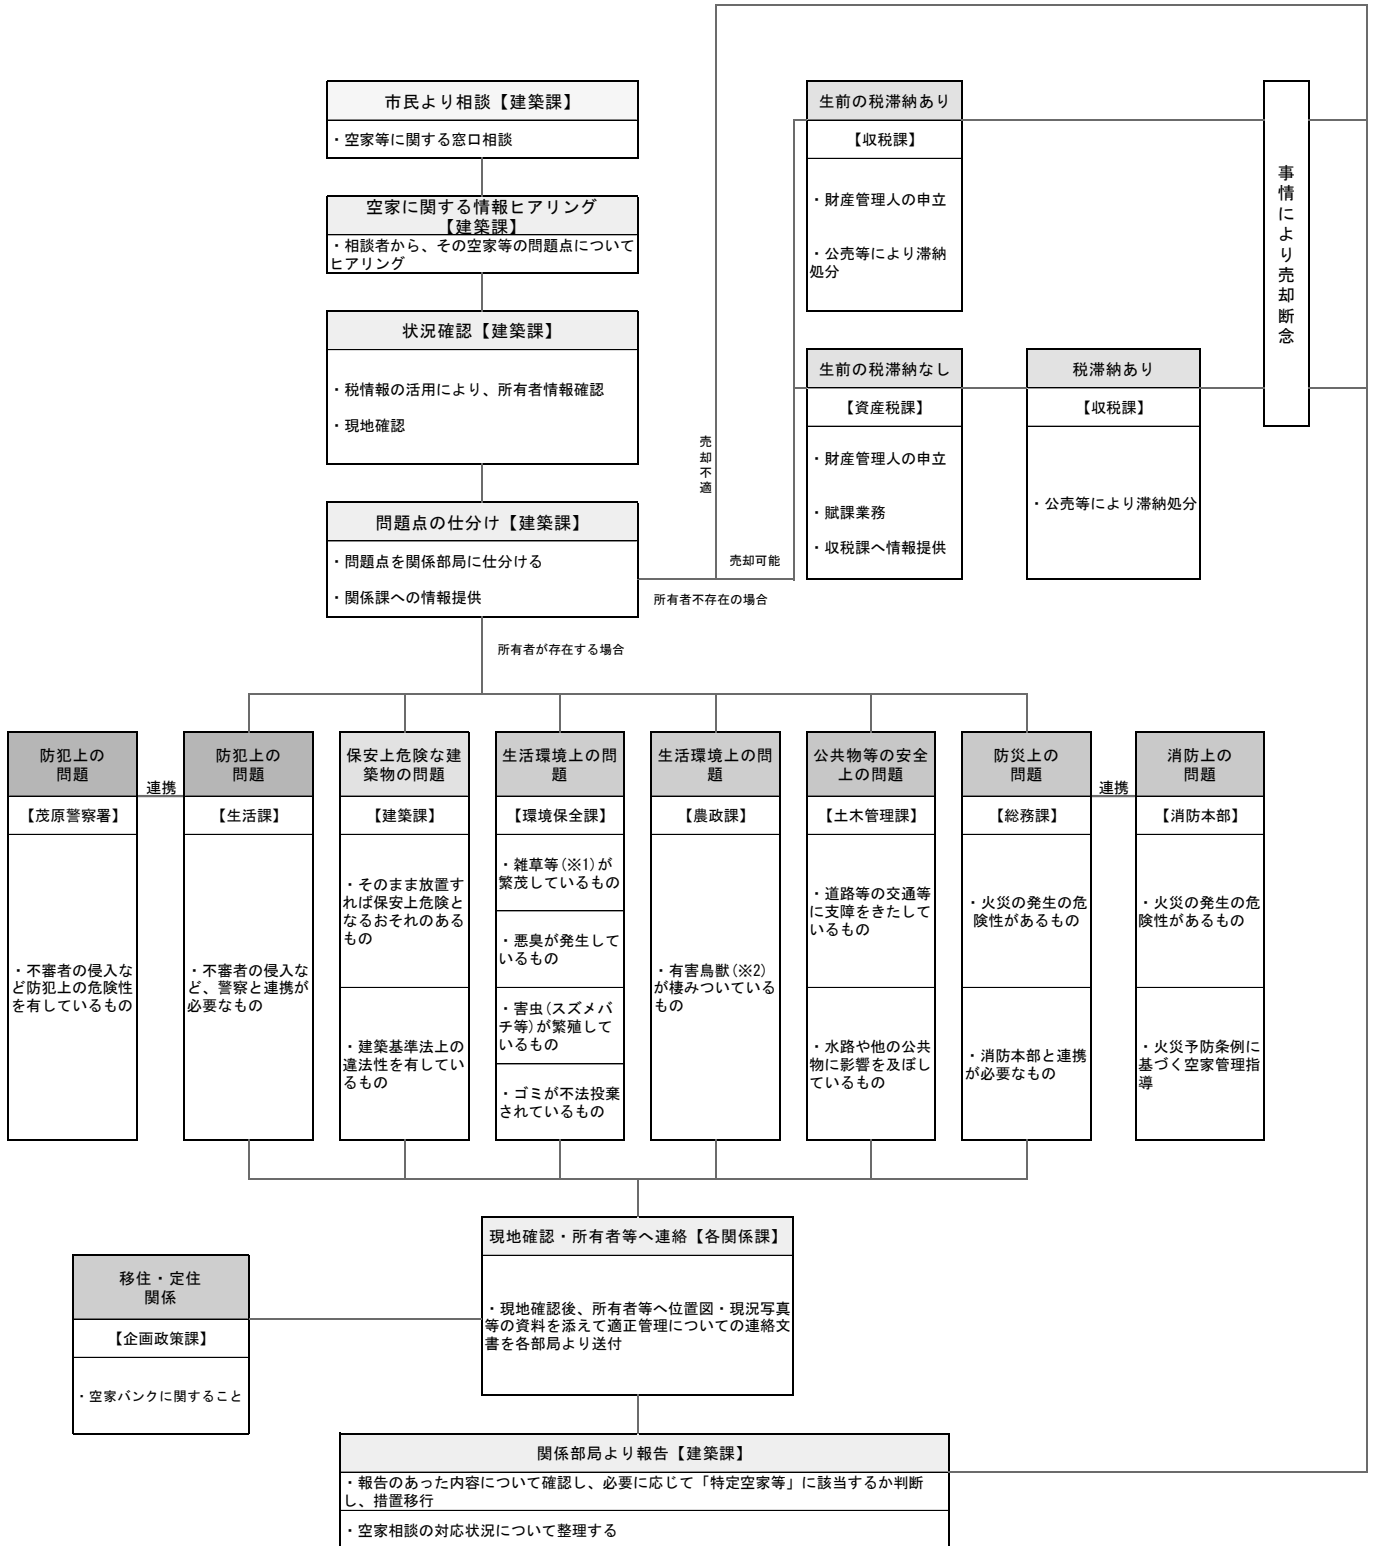 市民より相談【建築課】
・空家等に関する窓口相談
空家に関する情報ヒアリング
【建築課】
・相談者から、その空家等の問題点について
ヒアリング
状況確認【建築課】
・税情報の活用により、所有者情報確認
・現地確認
問題点の仕分け【建築課】
・問題点を関係部局に仕分ける
・関係課への情報提供
所有者不存在の場合
売却不適
売却可能
生前の税滞納あり
【収税課】
・財産管理人の申立
・公売等により滞納
処分
生前の税滞納なし
【資産税課】
・財産管理人の申立
・賦課業務
・収税課へ情報提供
税滞納あり
【収税課】
・公売等により滞納処分
事情により売却断念
所有者が存在する場合
防犯上の
問題
【茂原警察署】
・不審者の侵入な
ど防犯上の危険性
を有しているもの
連携
防犯上の
問題
【生活課】
・不審者の侵入な
ど、警察と連携が
必要なもの
保安上危険な建
築物の問題
【建築課】
・そのまま放置す
れば保安上危険と
なるおそれのある
もの
・建築基準法上の
違法性を有してい
るもの
生活環境上の問
題
【環境保全課】
・雑草等(※1)が
繁茂しているもの
・悪臭が発生して
いるもの
・害虫(スズメバ
チ等)が繁殖して
いるもの
・ゴミが不法投棄
されているもの
生活環境上の問
題
【農政課】
・有害鳥獣(※2)
が棲みついている
もの
公共物等の安全
上の問題
【土木管理課】
・道路等の交通等
に支障をきたして
いるもの
・水路や他の公共
物に影響を及ぼし
ているもの
防災上の
問題
【総務課】
・火災の発生の危
険性があるもの
・消防本部と連携
が必要なもの
連携
消防上の
問題
【消防本部】
・火災の発生の危
険性があるもの
・火災予防条例に
基づく空家管理指
導
現地確認・所有者等へ連絡【各関係課】
・現地確認後、所有者等へ位置図・現況写真
等の資料を添えて適正管理についての連絡文
書を各部局より送付
移住・定住
関係
【企画政策課】
・空家バンクに関すること
関係部局より報告【建築課】
・報告のあった内容について確認し、必要に応じて「特定空家等」に該当するか判断
し、措置移行
・空家相談の対応状況について整理する